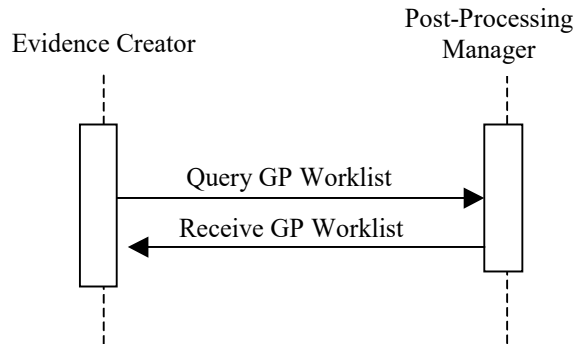 Post-Processing
Manager
Evidence Creator
Query GP Worklist
Receive GP Worklist